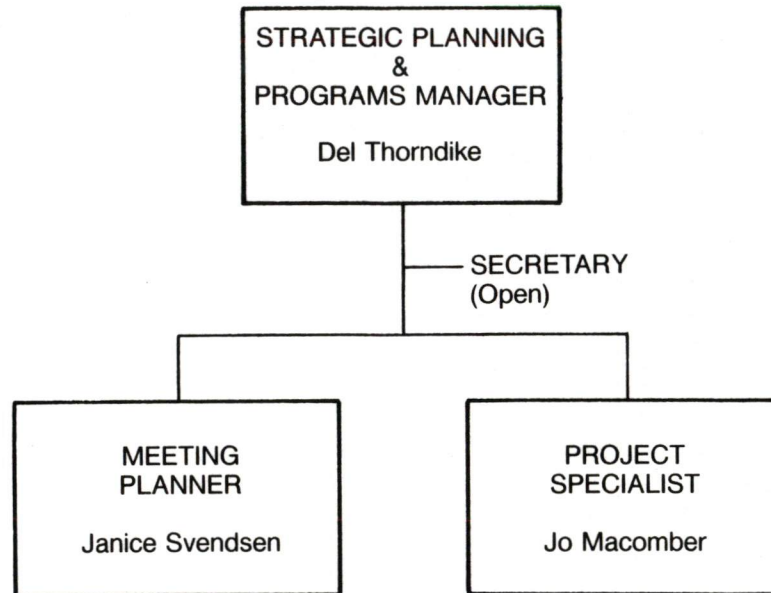 STRATEGIC PLANNING
&
PROGRAMS MANAGER
Del Thorndike
SECRETARY
(Open)
MEETING
PLANNER
Janice Svendsen
PROJECT
SPECIALIST
Jo Macomber